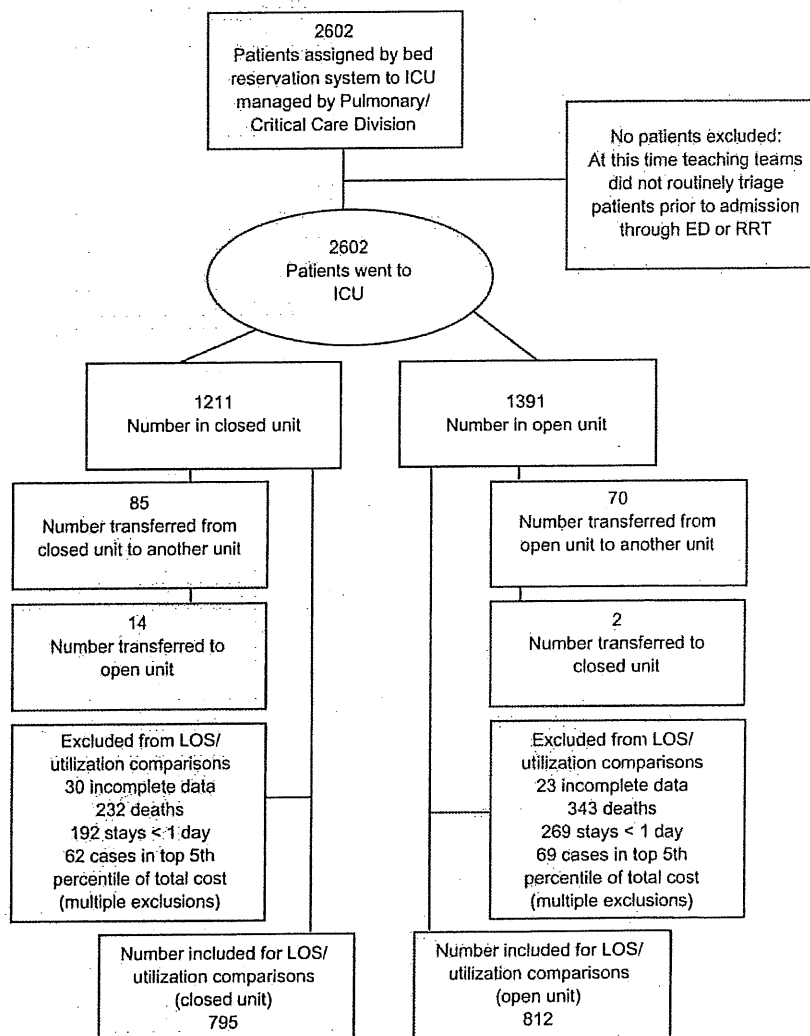 2602
Patients assigned by bed
reservation system to ICU
managed by Pulmonary/
Critical Care Division
No patients excluded:
At this time teaching teams
did not routinely triage
patients prior to admission
through ED or RRT
2602
Patients went to
ICU
1211
Number in closed unit
1391
Number in open unit
85
Number transferred from
closed unit to another unit
70
Number transferred from
open unit to another unit
14
Number transferred to
open unit
2
Number transferred to
closed unit
Excluded from LOS/
utilization comparisons
30 incomplete data
232 deaths
192 stays < 1 day
62 cases in top 5th
percentile of total cost
(multiple exclusions)
Excluded from LOS/
utilization comparisons
23 incomplete data
343 deaths
269 stays < 1 day
69 cases in top 5th
percentile of total cost
(multiple exclusions)
Number included for LOS/
utilization comparisons
(closed unit)
795
Number included for LOS/
utilization comparisons
(open unit)
812